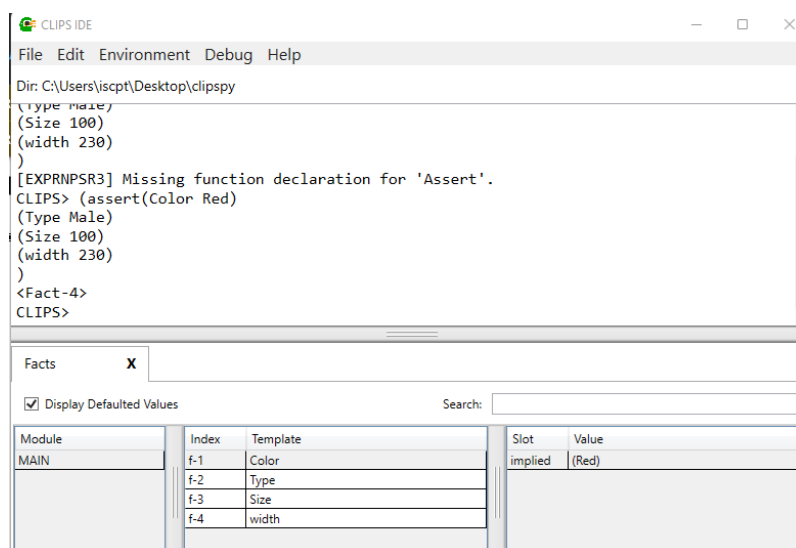 CLIPS IDE
File Edit Environment Debug Help
Dir: C:\Users\iscpt\Desktop\clipspy
(Type Male)
(Size 100)
(width 230)
)
[EXPRNPSR3] Missing function declaration for 'Assert'.
CLIPS> (assert(Color Red)
(Type Male)
(Size 100)
(width 230)
)
<Fact-4>
CLIPS>
Facts X
Display Defaulted Values Search:
Module Index Template Slot Value
MAIN f-1 Color implied (Red)
f-2 Type
f-3 Size
f-4 width